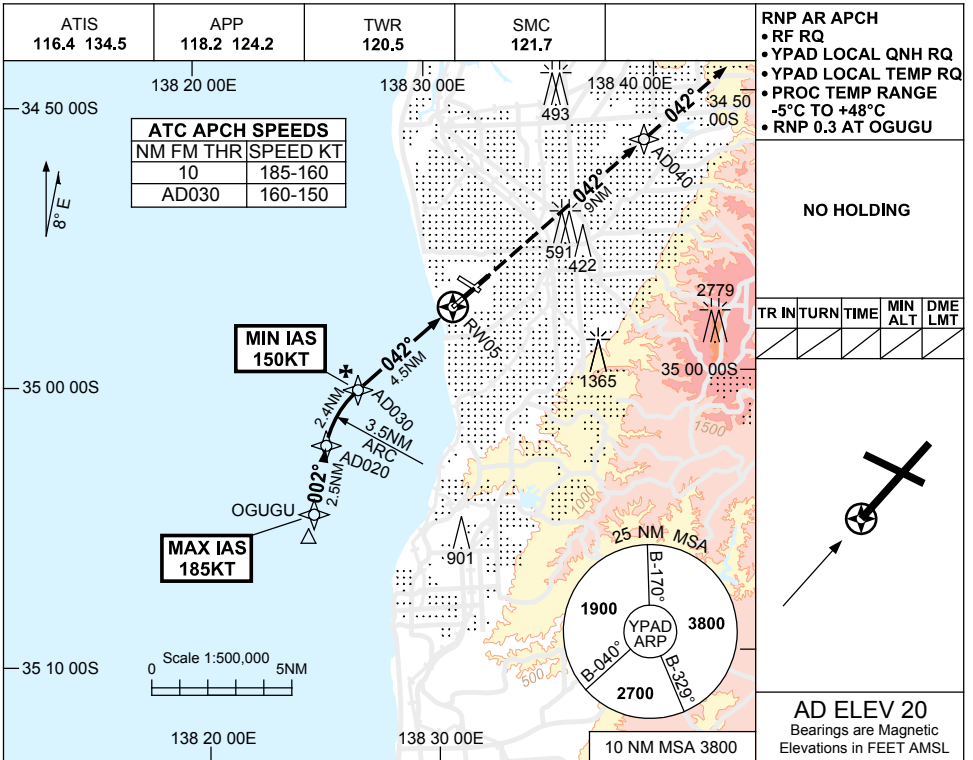 ATIS
116.4 134.5
APP
118.2 124.2
TWR
120.5
SMC
121.7
RNP AR APCH
• RF RQ
• YPAD LOCAL QNH RQ
• YPAD LOCAL TEMP RQ
• PROC TEMP RANGE
-5°C TO +48°C
• RNP 0.3 AT OGUGU
138 20 00E
138 30 00E
138 40 00E
34 50 00S
34 50
00S
ATC APCH SPEEDS
NM FM THR SPEED KT
10 185-160
AD030 160-150
8° E
493
042°
AD040
042°
9NM
591
422
NO HOLDING
2779
TR IN TURN TIME MIN ALT DME LMT
RW05
MIN IAS
150KT
042°
4.5NM
1365
35 00 00S
35 00 00S
AD030
2.4NM
3.5NM
ARC
AD020
1500
002°
2.5NM
OGUGU
1000
MAX IAS
185KT
901
25 NM MSA
B-170°
1900
3800
YPAD
ARP
B-040°
B-329°
2700
500
35 10 00S
Scale 1:500,000
0 5NM
138 20 00E
138 30 00E
10 NM MSA 3800
AD ELEV 20
Bearings are Magnetic
Elevations in FEET AMSL